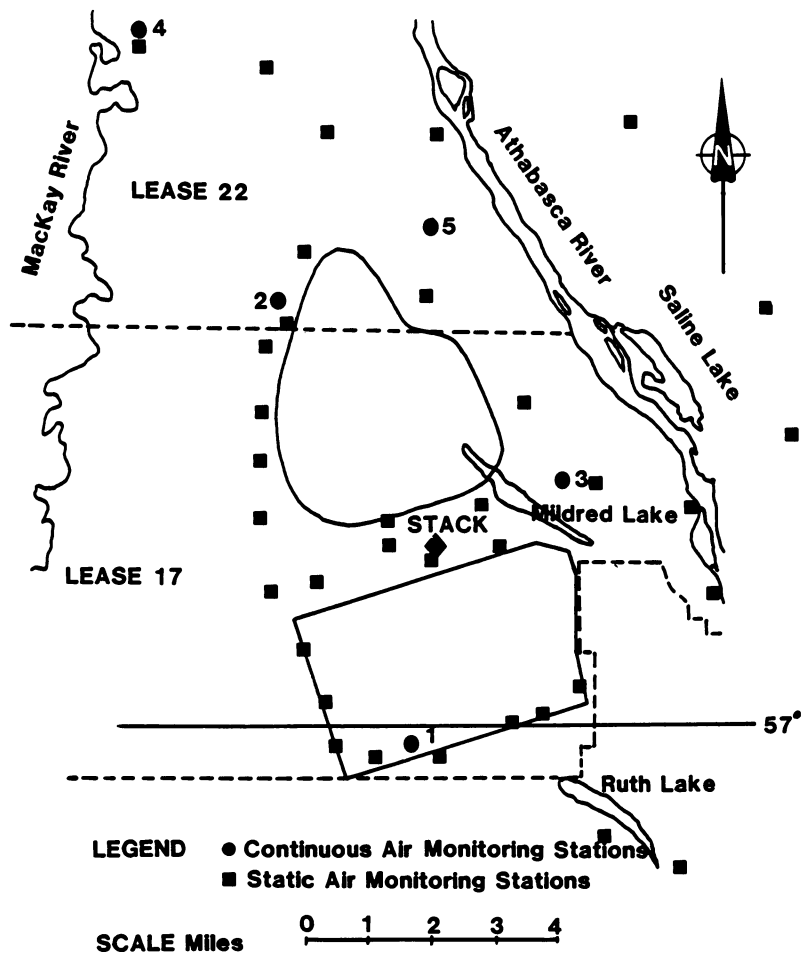 4
MacKay River
LEASE 22
Athabasca River
N
5
2
Saline Lake
3
Mildred Lake
STACK
LEASE 17
57°
1
Ruth Lake
LEGEND
Continuous Air Monitoring Stations
Static Air Monitoring Stations
0 1 2 3 4
SCALE Miles